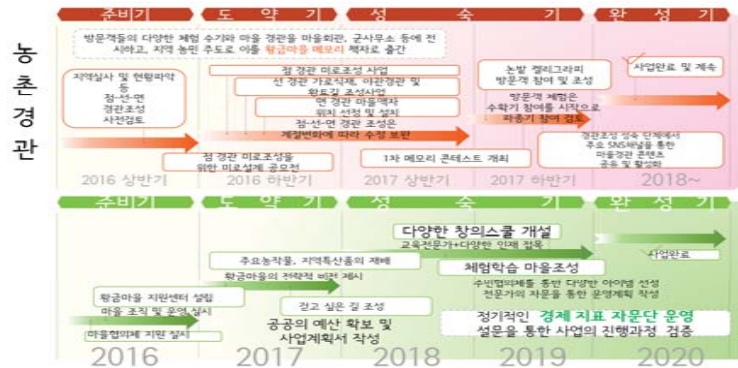 농촌경관
준비기
도약기
성숙기
완성기
방문객들의 다양한 체험 수기와 마을 경관을 마을회관, 군사무소 등에 전
시하고, 지역 농민 주도로 이를 황금마을 메모리 책자로 출간
지역실사 및 현황파악
등
점-선-면
경관조성
사전검토
점 경관 미로조성 사업
선 경관 가로식재, 야관경관 및
황토길 조성사업
면 경관 마을액자
위치 선정 및 설치
점-선-면 경관 조성은
계절변화에 따라 수정 보완
논밭 캘리그라피
방문객 참여 및 조성
방문객 체험은
수확기 참여를 시작으로
파종기 참여 검토
사업완료 및 계속
점 경관 미로조성을
위한 미로설계 공모전
1차 메모리 콘테스트 개최
경관조성 성숙 단계에서
주요 SNS채널을 통한
마을경관 콘텐츠
공유 및 활성화
2016 상반기
2016 하반기
2017 상반기
2017 하반기
2018~
준비기
도약기
성숙기
완성기
다양한 창의스쿨 개설
교육전문가+다양한 인재 접목
사업완료
주요농작물, 지역특산품의 재배
황금마을의 전략적 비전 제시
체험학습 마을조성
주민협의체를 통한 다양한 아이템 선정
전문가의 자문을 통한 운영계획 작성
황금마을 지원센터 설립
마을 조직 및 운영 실시
마을협의체 지원 실시
걷고 싶은 길 조성
공공의 예산 확보 및
사업계획서 작성
정기적인 경제 지표 자문단 운영
설문을 통한 사업의 진행과정 검증
2016
2017
2018
2019
2020